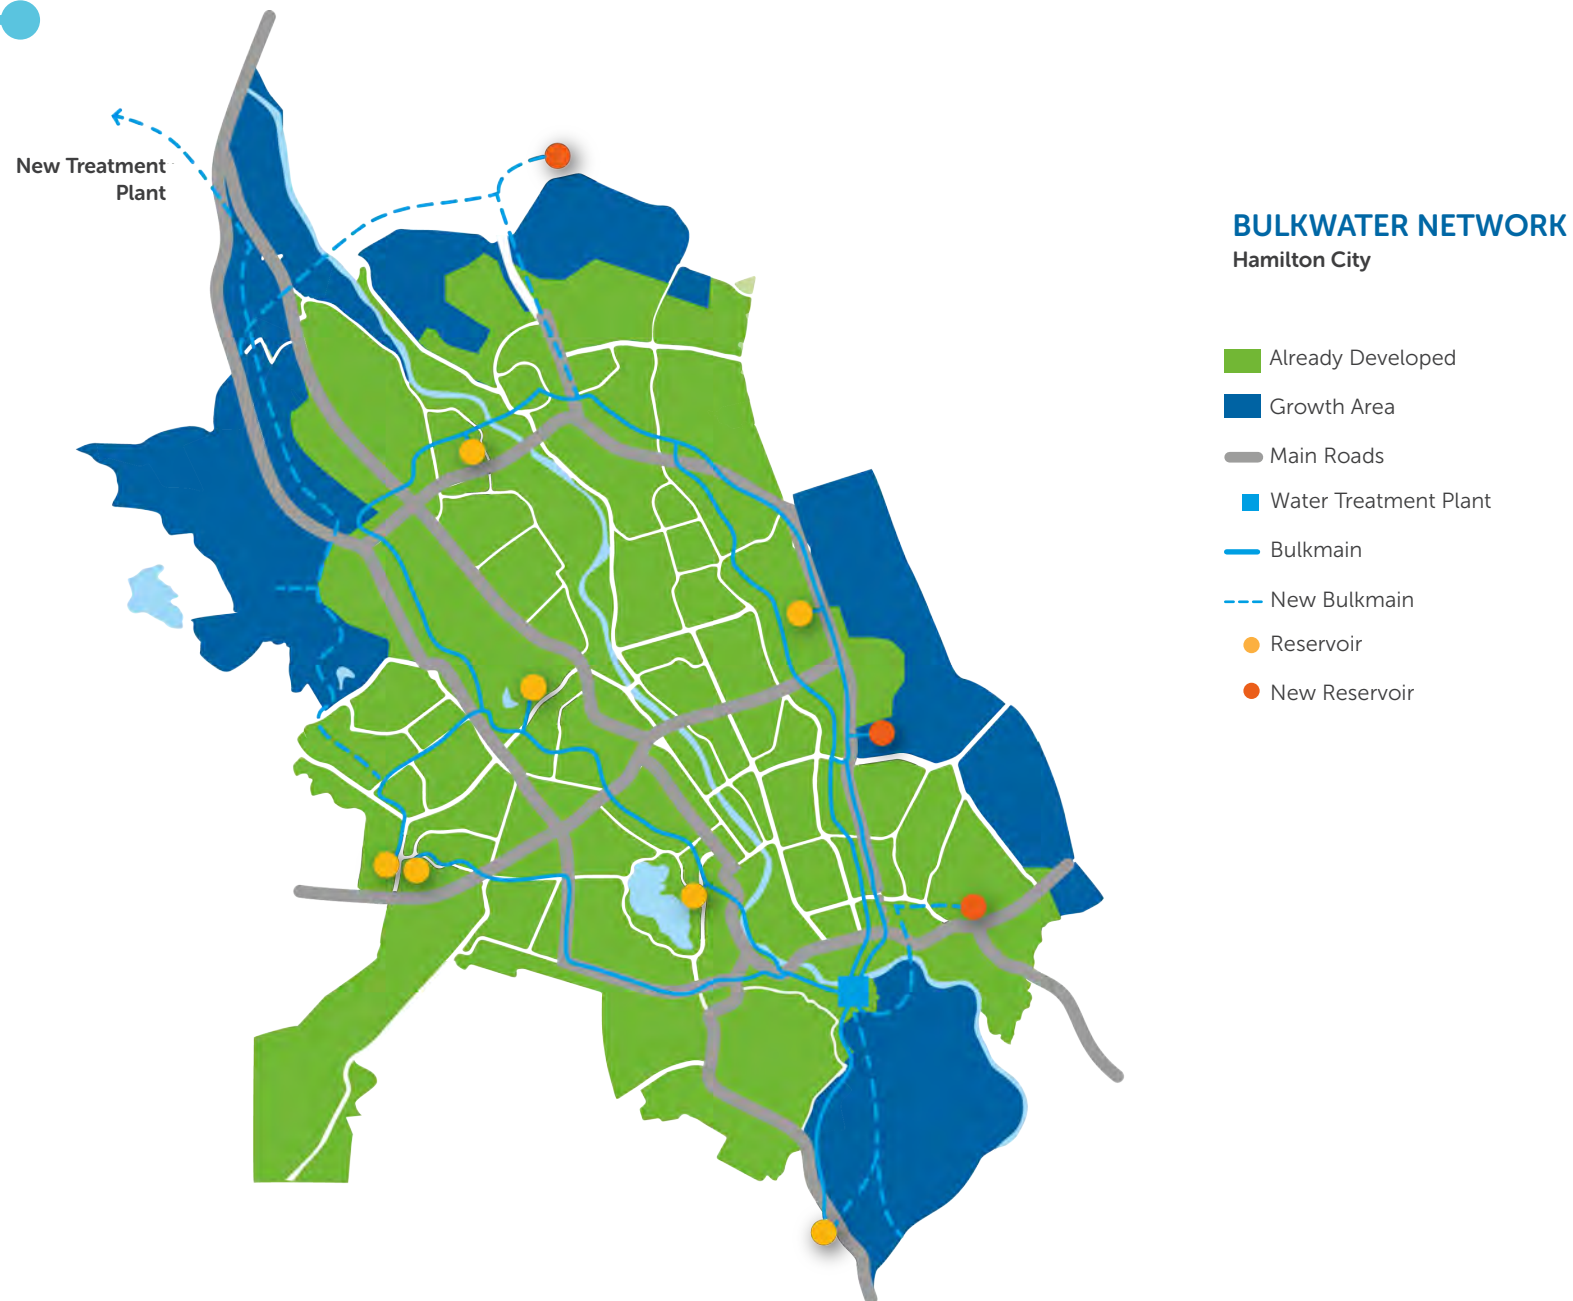 New Treatment
Plant
BULKWATER NETWORK
Hamilton City
Already Developed
Growth Area
Main Roads
Water Treatment Plant
Bulkmain
New Bulkmain
Reservoir
New Reservoir